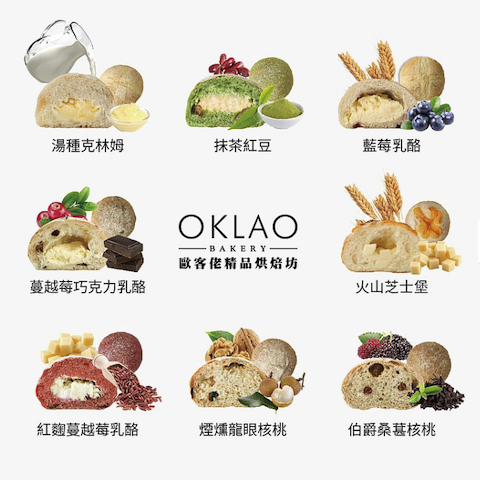 湯種克林姆
抹茶紅豆
藍莓乳酪
蔓越莓巧克力乳酪
OKLAO
BAKERY
歐客佬精品烘焙坊
火山芝士堡
紅麴蔓越莓乳酪
煙燻龍眼核桃
伯爵桑葚核桃